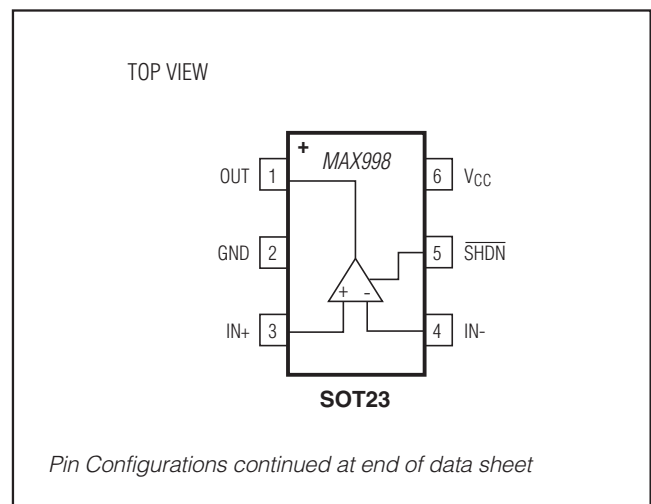 TOP VIEW
+ MAX998
OUT 1 6 VCC
GND 2 5 S̅H̅D̅N̅
+ -
IN+ 3 4 IN-
SOT23
Pin Configurations continued at end of data sheet